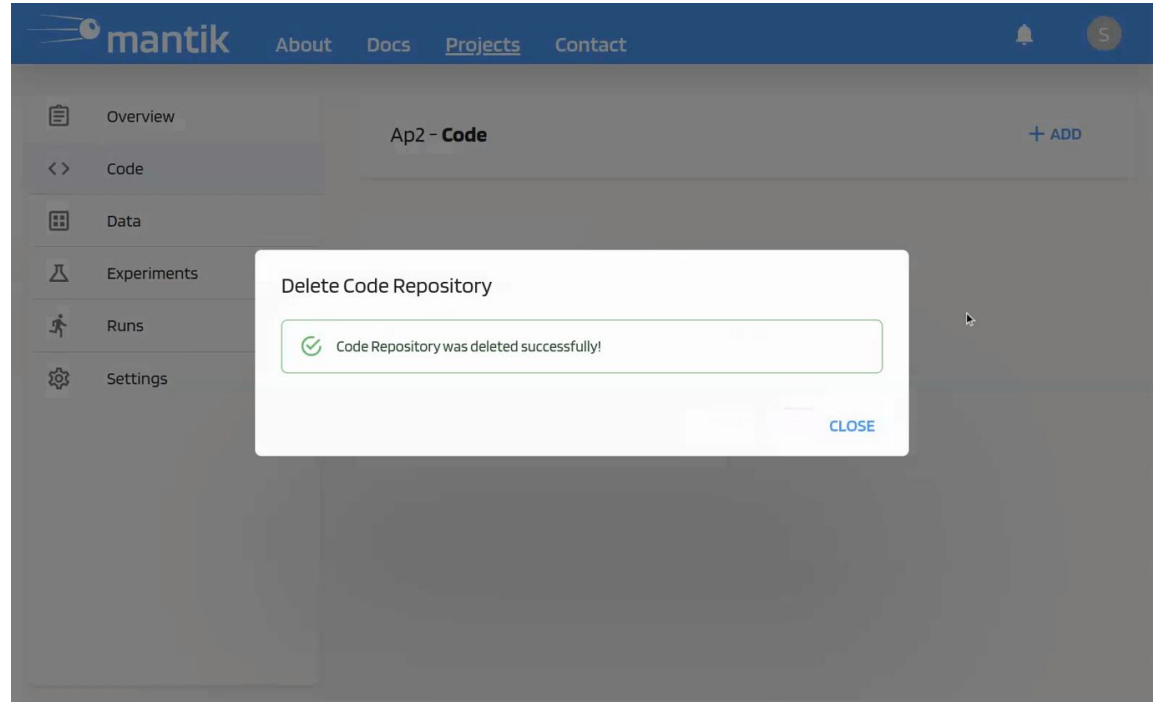 mantik About Docs Projects Contact S
Overview
Code
Data
Experiments
Runs
Settings
Ap2 - Code
+ ADD
Delete Code Repository
Code Repository was deleted successfully!
CLOSE